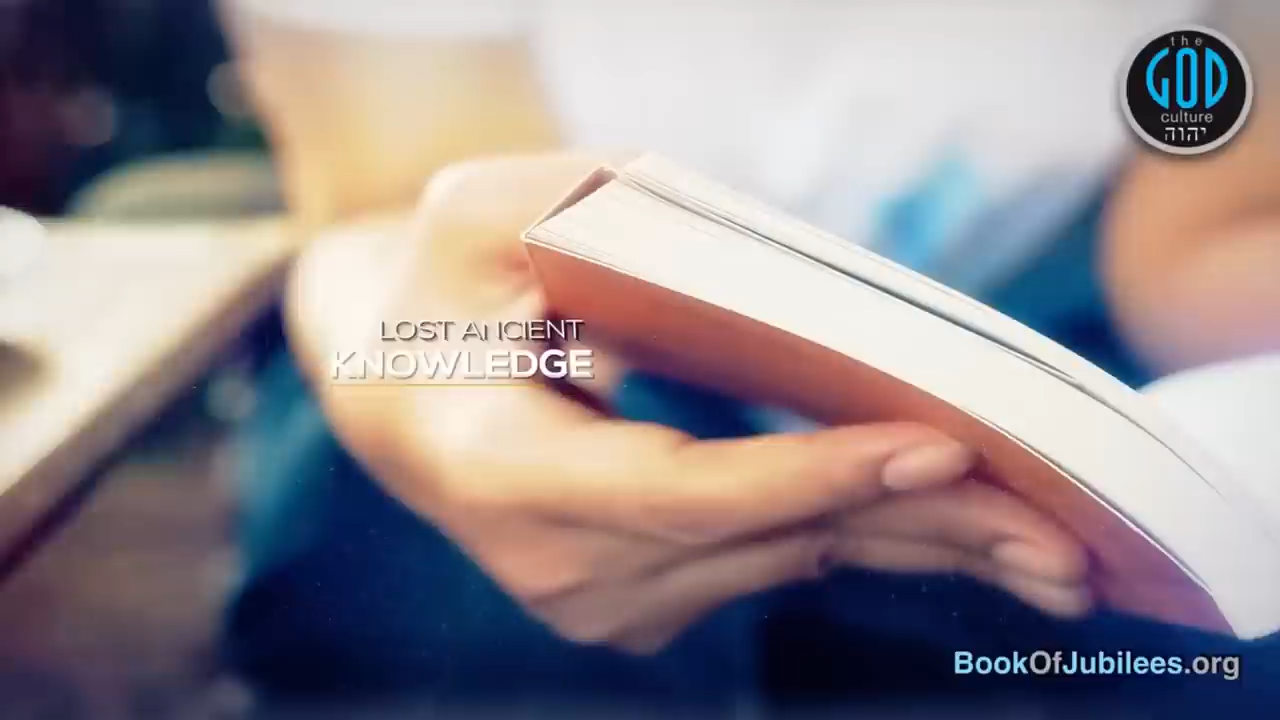 the
GOD
culture
יהוה
LOST ANCIENT
KNOWLEDGE
BookOfJubilees.org